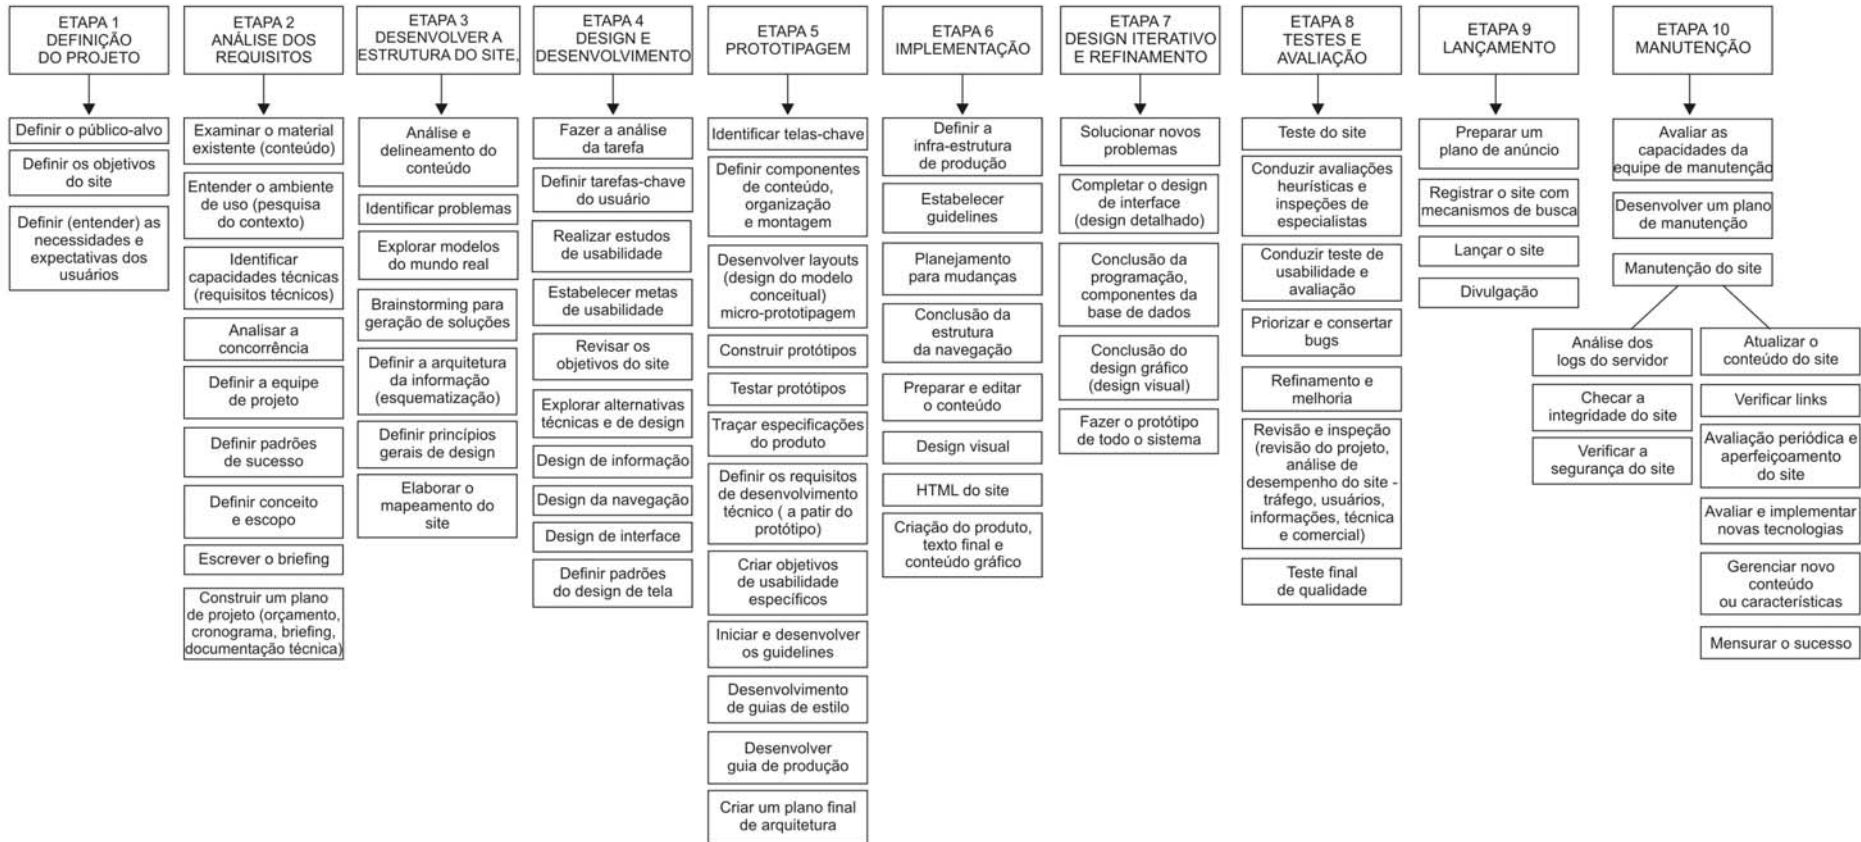 ETAPA 1
DEFINIÇÃO
DO PROJETO
Definir o público-alvo
Definir os objetivos
do site
Definir (entender) as
necessidades e
expectativas dos
usuários
ETAPA 2
ANÁLISE DOS
REQUISITOS
Examinar o material
existente (conteúdo)
Entender o ambiente
de uso (pesquisa
do contexto)
Identificar
capacidades técnicas
(requisitos técnicos)
Analisar a
concorrência
Definir a equipe
de projeto
Definir padrões
de sucesso
Definir conceito
e escopo
Escrever o briefing
Construir um plano
de projeto (orçamento,
cronograma, briefing,
documentação técnica)
ETAPA 3
DESENVOLVER A
ESTRUTURA DO SITE,
Análise e
delineamento do
conteúdo
Identificar problemas
Explorar modelos
do mundo real
Brainstorming para
geração de soluções
Definir a arquitetura
da informação
(esquematização)
Definir princípios
gerais de design
Elaborar o
mapeamento do
site
ETAPA 4
DESIGN E
DESENVOLVIMENTO
Fazer a análise
da tarefa
Definir tarefas-chave
do usuário
Realizar estudos
de usabilidade
Estabelecer metas
de usabilidade
Revisar os
objetivos do site
Explorar alternativas
técnicas e de design
Design de informação
Design da navegação
Design de interface
Definir padrões
do design de tela
ETAPA 5
PROTOTIPAGEM
Identificar telas-chave
Definir componentes
de conteúdo,
organização
e montagem
Desenvolver layouts
(design do modelo
conceitual)
micro-prototipagem
Construir protótipos
Testar protótipos
Traçar especificações
do produto
Definir os requisitos
de desenvolvimento
técnico ( a patir do
protótipo)
Criar objetivos
de usabilidade
específicos
Iniciar e desenvolver
os guidelines
Desenvolvimento
de guias de estilo
Desenvolver
guia de produção
Criar um plano final
de arquitetura
ETAPA 6
IMPLEMENTAÇÃO
Definir a
infra-estrutura
de produção
Estabelecer
guidelines
Planejamento
para mudanças
Conclusão da
estrutura
da navegação
Preparar e editar
o conteúdo
Design visual
HTML do site
Criação do produto,
texto final e
conteúdo gráfico
ETAPA 7
DESIGN ITERATIVO
E REFINAMENTO
Solucionar novos
problemas
Completar o design
de interface
(design detalhado)
Conclusão da
programação,
componentes da
base de dados
Conclusão do
design gráfico
(design visual)
Fazer o protótipo
de todo o sistema
ETAPA 8
TESTES E
AVALIAÇÃO
Teste do site
Conduzir avaliações
heurísticas e
inspeções de
especialistas
Conduzir teste de
usabilidade e
avaliação
Priorizar e consertar
bugs
Refinamento e
melhoria
Revisão e inspeção
(revisão do projeto,
análise de
desempenho do site -
tráfego, usuários,
informações, técnica
e comercial)
Teste final
de qualidade
ETAPA 9
LANÇAMENTO
Preparar um
plano de anúncio
Registrar o site com
mecanismos de busca
Lançar o site
Divulgação
ETAPA 10
MANUTENÇÃO
Avaliar as
capacidades da
equipe de manutenção
Desenvolver um plano
de manutenção
Manutenção do site
Análise dos
logs do servidor
Checar a
integridade do site
Verificar a
segurança do site
Atualizar o
conteúdo do site
Verificar links
Avaliação periódica e
aperfeiçoamento
do site
Avaliar e implementar
novas tecnologias
Gerenciar novo
conteúdo
ou características
Mensurar o sucesso